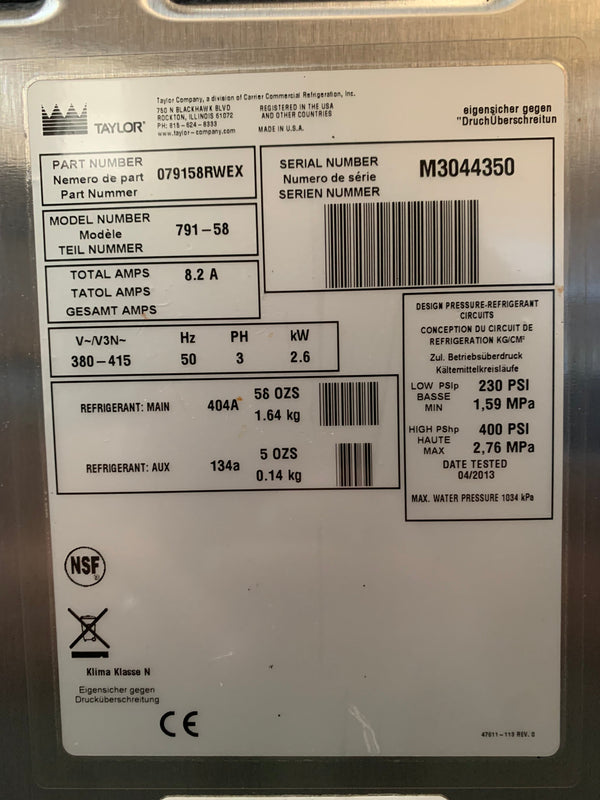 Taylor Company, a division of Carrier Commercial Refrigeration, Inc.
750 N BLACKHAWK BLVD
ROCKTON, ILLINOIS 61072
PH: 815-624-8333
www.taylor-company.com
REGISTERED IN THE USA
AND OTHER COUNTRIES
MADE IN U.S.A.
TAYLOR®
eigensicher gegen
"DruchÜberschreitun
PART NUMBER
Nemero de part
Part Nummer
079158RWEX
SERIAL NUMBER
Numero de série
SERIEN NUMMER
M3044350
MODEL NUMBER
Modèle
TEIL NUMMER
791-58
TOTAL AMPS
TATOL AMPS
GESAMT AMPS
8.2 A
V~/V3N~ Hz PH kW
380-415 50 3 2.6
REFRIGERANT: MAIN 404A 58 OZS
1.64 kg
REFRIGERANT: AUX 134a 5 OZS
0.14 kg
DESIGN PRESSURE-REFRIGERANT
CIRCUITS
CONCEPTION DU CIRCUIT DE
REFRIGERATION KG/CM²
Zul. Betriebsüberdruck
Kältemittelkreisläufe
LOW PSIp 230 PSI
BASSE
MIN 1,59 MPa
HIGH PShp 400 PSI
HAUTE
MAX 2,76 MPa
DATE TESTED
04/2013
MAX. WATER PRESSURE 1034 kPa
NSF®
Klima Klasse N
Eigensicher gegen
Drucküberschreitung
CE
47611-113 REV. 0